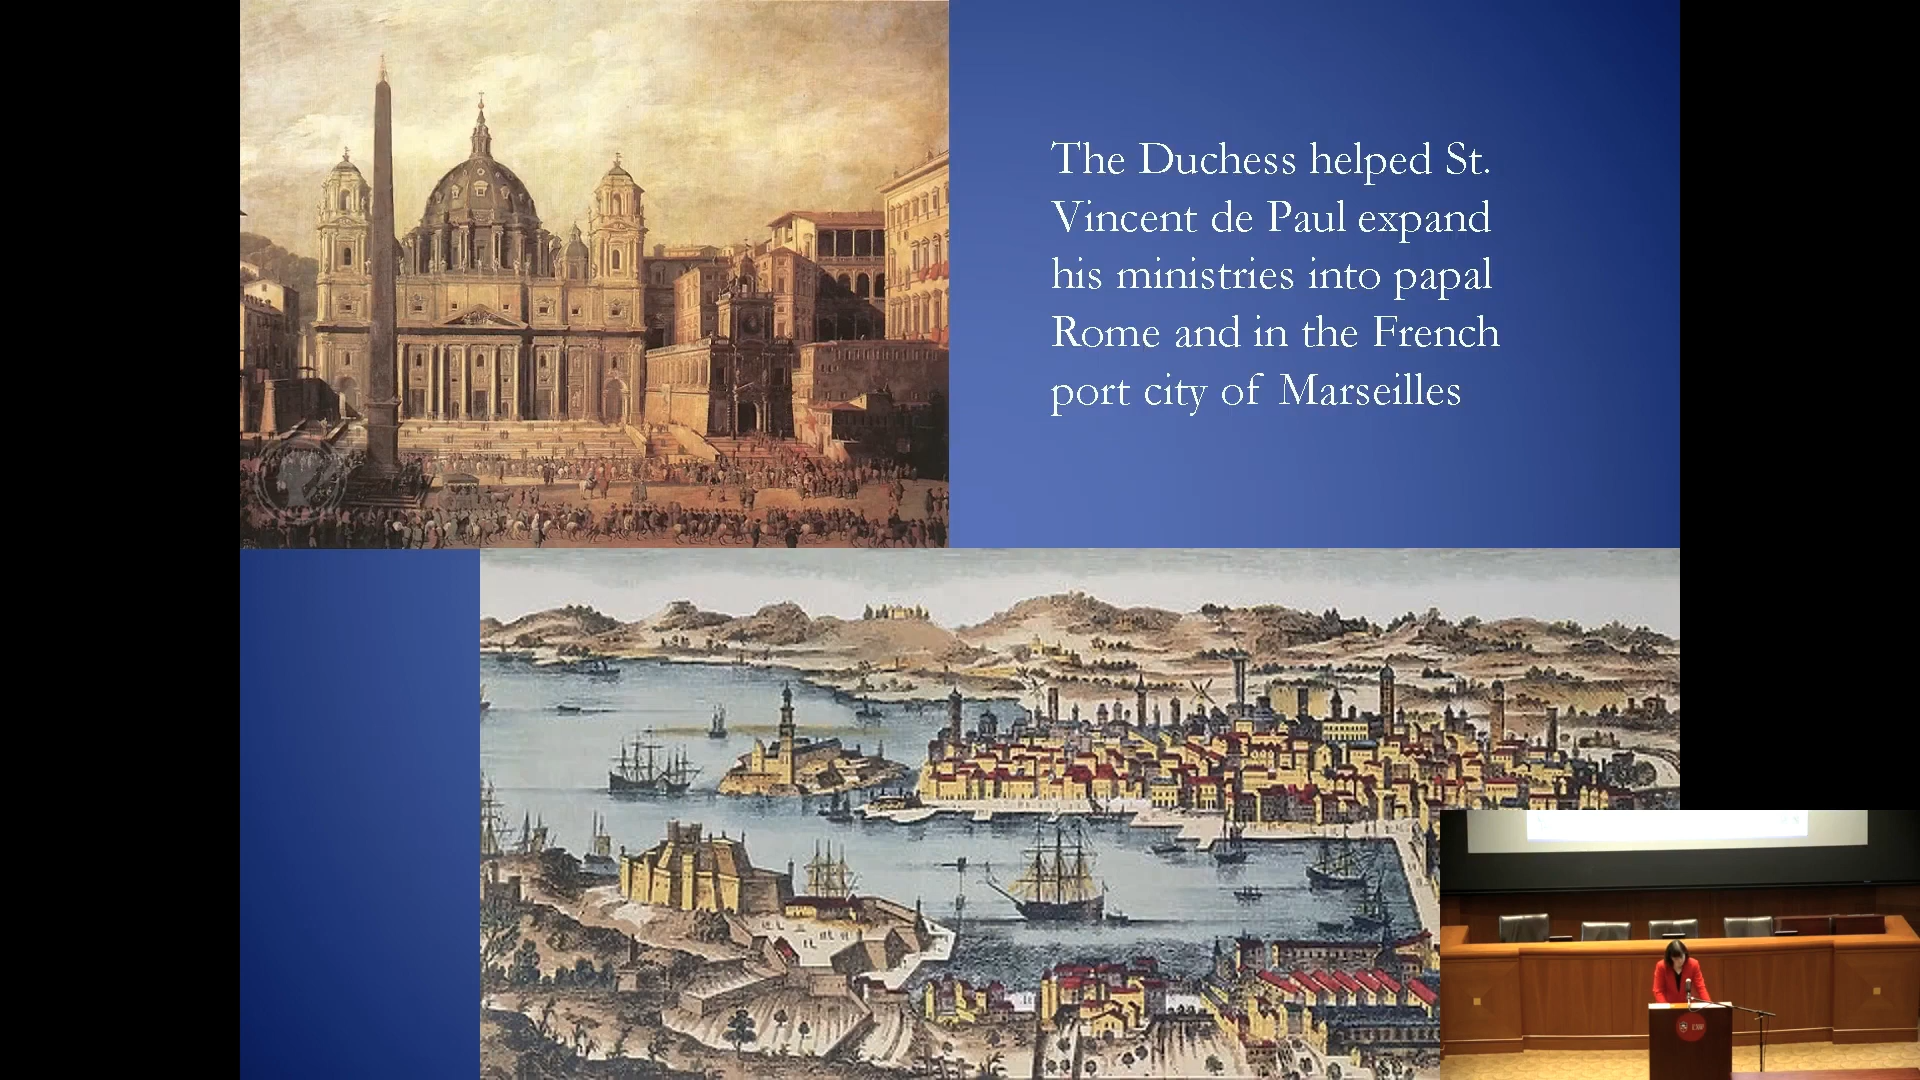 The Duchess helped St.
Vincent de Paul expand
his ministries into papal
Rome and in the French
port city of Marseilles